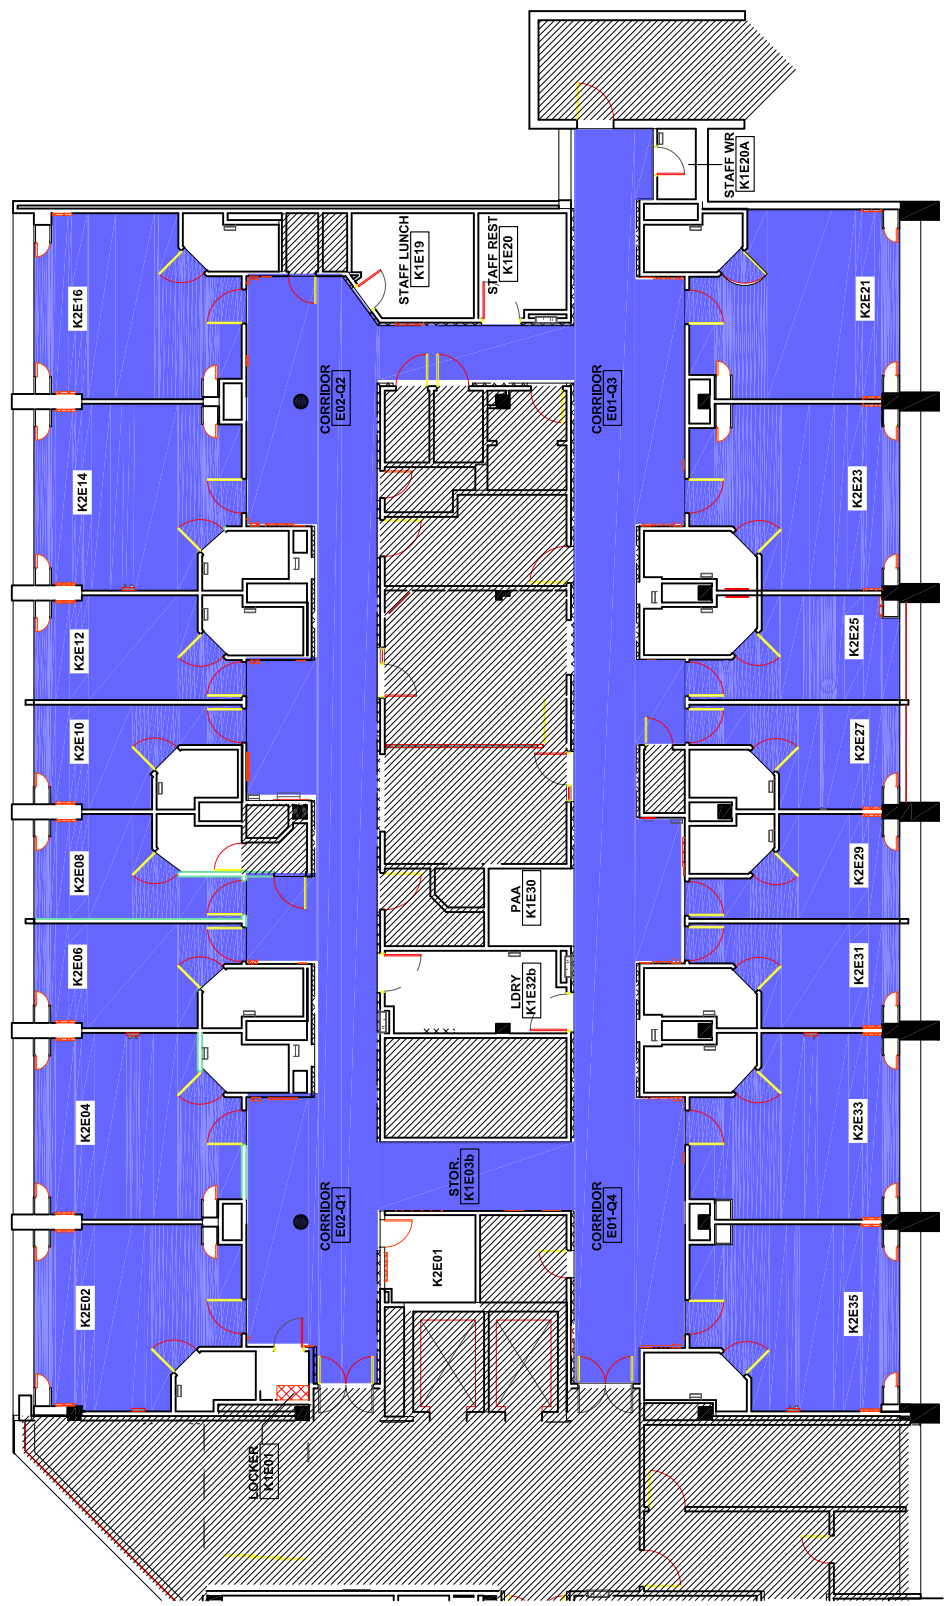 STAFF WR
K1E20A
STAFF LUNCH
K1E19
STAFF REST
K1E20
K2E16
K2E21
CORRIDOR
E02-Q2
CORRIDOR
E01-Q3
K2E14
K2E23
K2E12
K2E25
K2E10
K2E27
K2E08
K2E29
PAA
K1E30
K2E06
K2E31
LDRY
K1E32b
K2E04
K2E33
STOR.
K1E03b
CORRIDOR
E02-Q1
CORRIDOR
E01-Q4
K2E01
K2E02
K2E35
LOCKER
K1E01